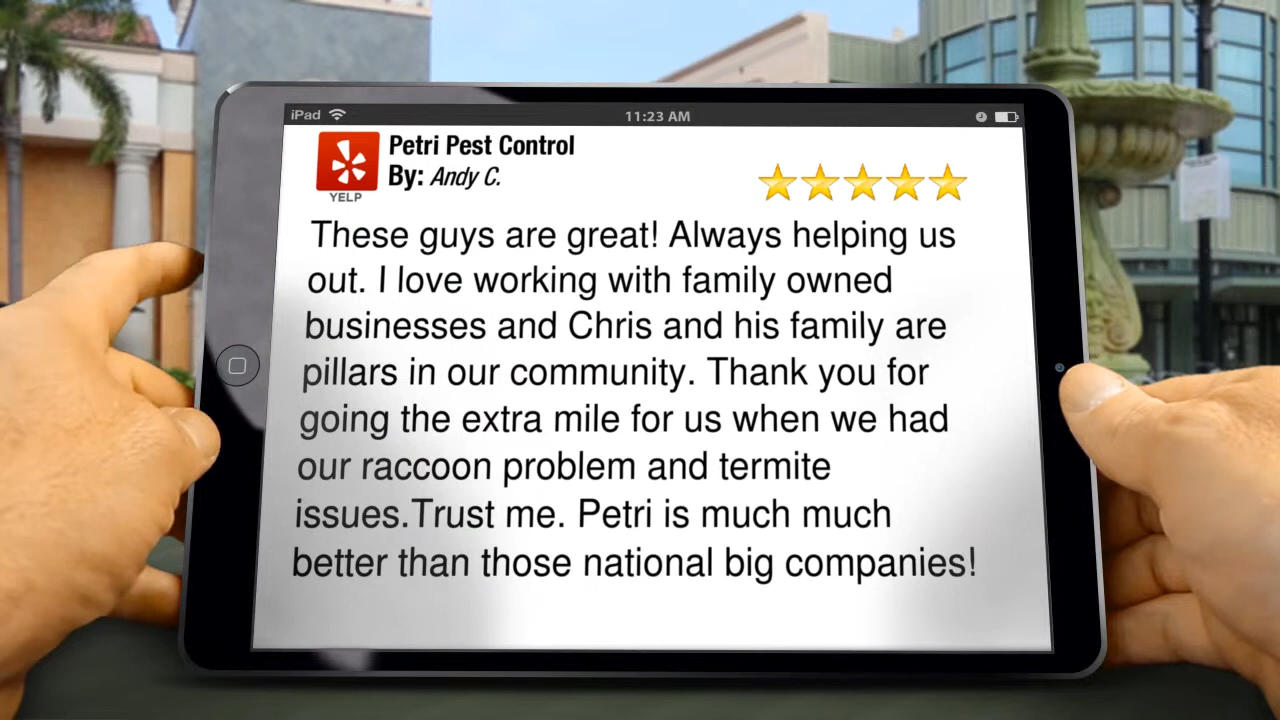 iPad
11:23 AM
Petri Pest Control
By: Andy C.
YELP
These guys are great! Always helping us
out. I love working with family owned
businesses and Chris and his family are
pillars in our community. Thank you for
going the extra mile for us when we had
our raccoon problem and termite
issues.Trust me. Petri is much much
better than those national big companies!